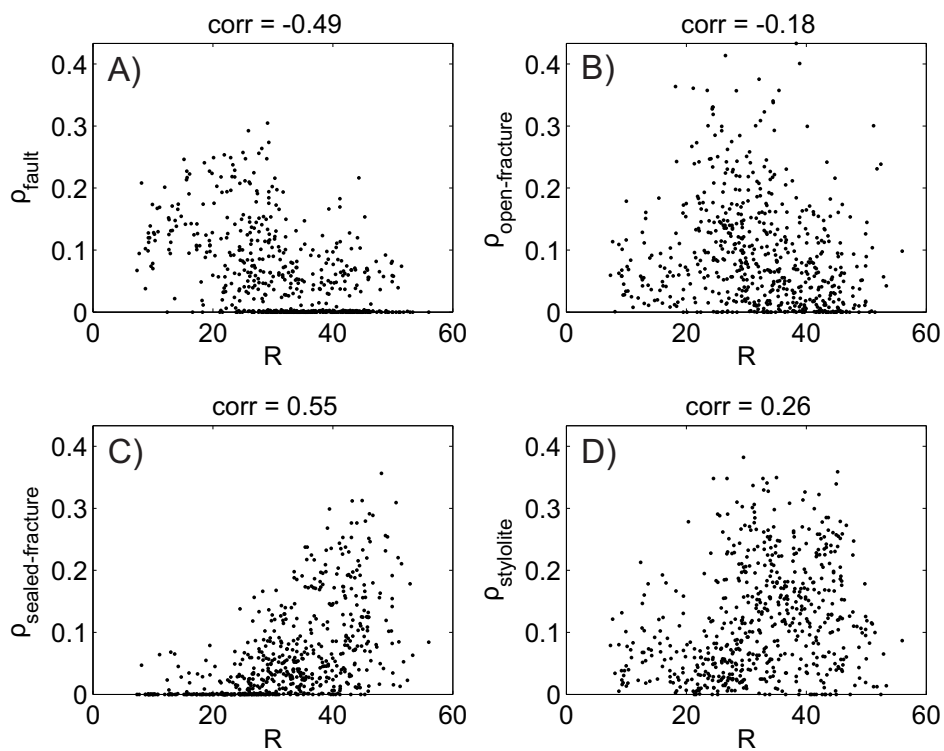 corr = -0.49
A)
0.4
0.3
0.2
0.1
0
ρfault
0 20 40 60
R
corr = -0.18
B)
0.4
0.3
0.2
0.1
0
ρopen-fracture
0 20 40 60
R
corr = 0.55
C)
0.4
0.3
0.2
0.1
0
ρsealed-fracture
0 20 40 60
R
corr = 0.26
D)
0.4
0.3
0.2
0.1
0
ρstylolite
0 20 40 60
R